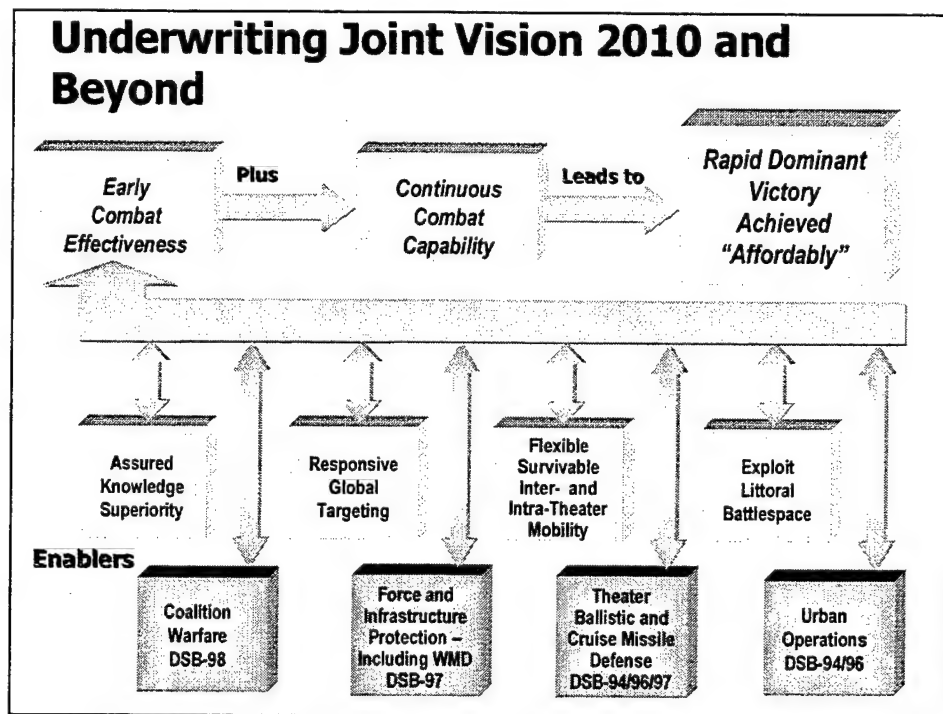 Underwriting Joint Vision 2010 and
Beyond
Early
Combat
Effectiveness
Plus
Continuous
Combat
Capability
Leads to
Rapid Dominant
Victory
Achieved
“Affordably”
Assured
Knowledge
Superiority
Responsive
Global
Targeting
Flexible
Survivable
Inter- and
Intra-Theater
Mobility
Exploit
Littoral
Battlespace
Enablers
Coalition
Warfare
DSB-98
Force and
Infrastructure
Protection –
Including WMD
DSB-97
Theater
Ballistic and
Cruise Missile
Defense
DSB-94/96/97
Urban
Operations
DSB-94/96